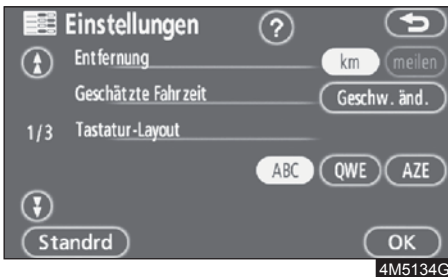 Einstellungen ?
Entfernung km meilen
Geschätzte Fahrzeit Geschw. änd.
1/3 Tastatur-Layout
ABC QWE AZE
Standrd OK
4M5134G